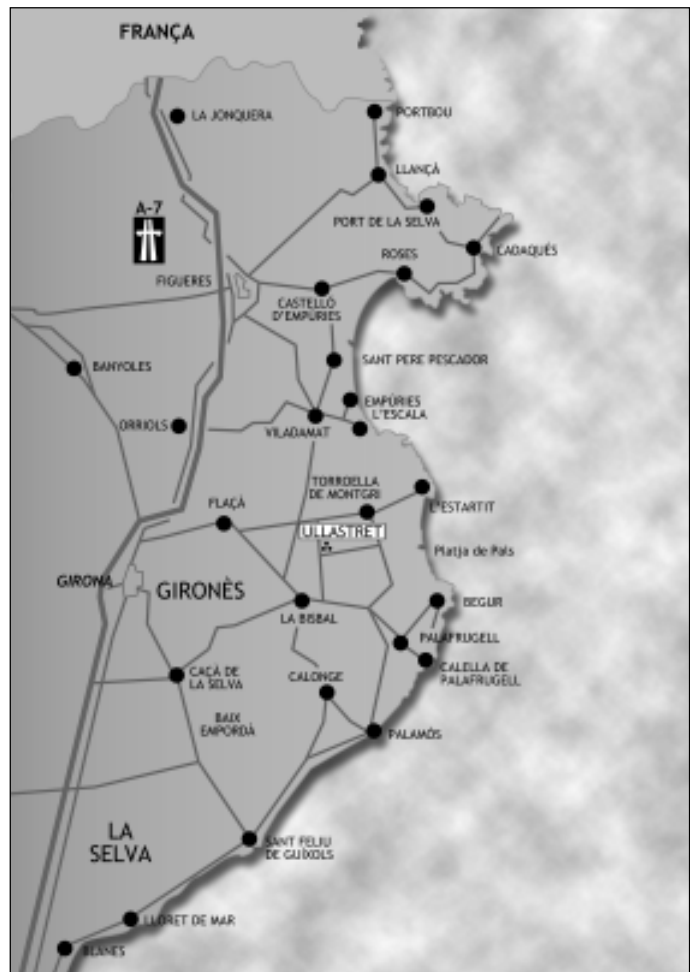 FRANÇA
LA JONQUERA
PORTBOU
LLANÇÀ
A-7
PORT DE LA SELVA
CADAQUÉS
ROSES
FIGUERES
CASTELLÓ
D'EMPÚRIES
SANT PERE PESCADOR
BANYOLES
EMPÚRIES
L'ESCALA
ORRIOLS
VILADAMAT
TORROELLA
DE MONTGRI
L'ESTARTIT
FLAÇÀ
ULLASTRET
Platja de Pals
GIRONA
GIRONÈS
BEGUR
LA BISBAL
PALAFRUGELL
CAÇÀ DE
LA SELVA
CALONGE
CALELLA DE
PALAFRUGELL
BAIX
EMPORDÀ
PALAMÓS
LA
SELVA
SANT FELIU
DE GUÍXOLS
LLORET DE MAR
BLANES